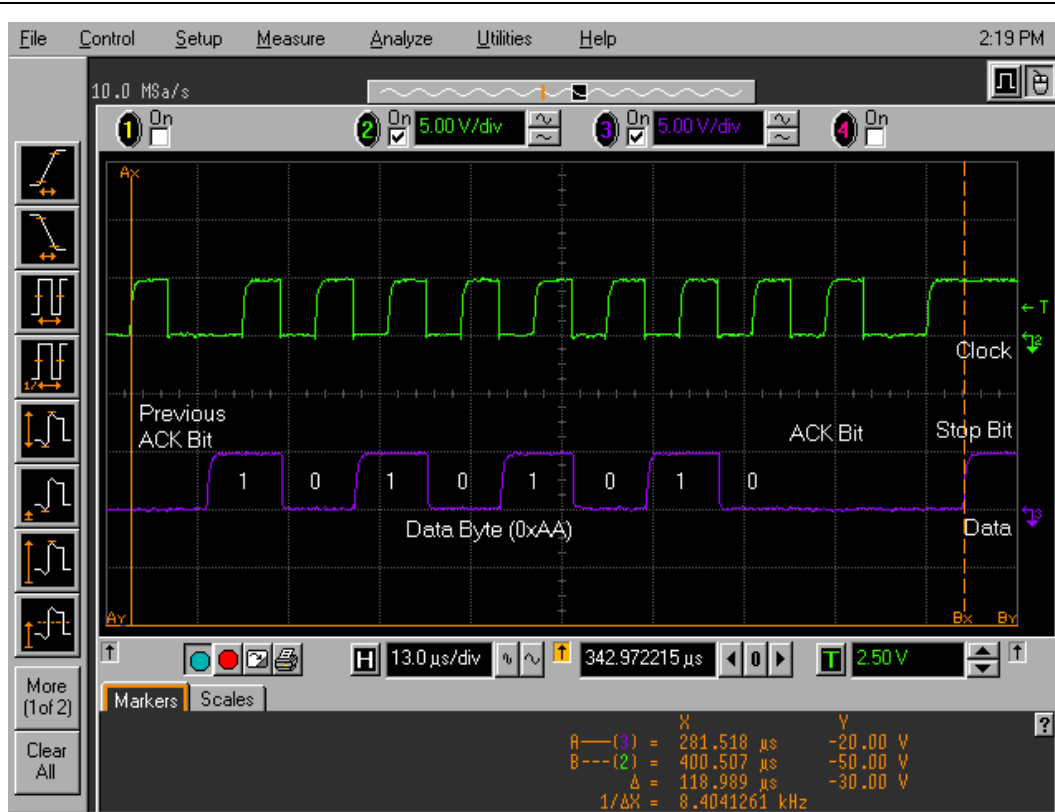 File Control Setup Measure Analyze Utilities Help 2:19 PM
10.0 MSa/s
1 On 2 On 5.00 V/div 3 On 5.00 V/div 4 On
Ax
T
2
Clock
Previous
ACK Bit
ACK Bit
Stop Bit
1 0 1 0 1 0 1 0
3
Data Byte (0xAA)
Data
Ay Bx By
H 13.0 µs/div 342.972215 µs 0 T 2.50 V
More
(1 of 2)
Clear
All
Markers Scales
?
X Y
A---(3) = 281.518 µs -20.00 V
B---(2) = 400.507 µs -50.00 V
Δ = 118.989 µs -30.00 V
1/ΔX = 8.4041261 kHz
1/